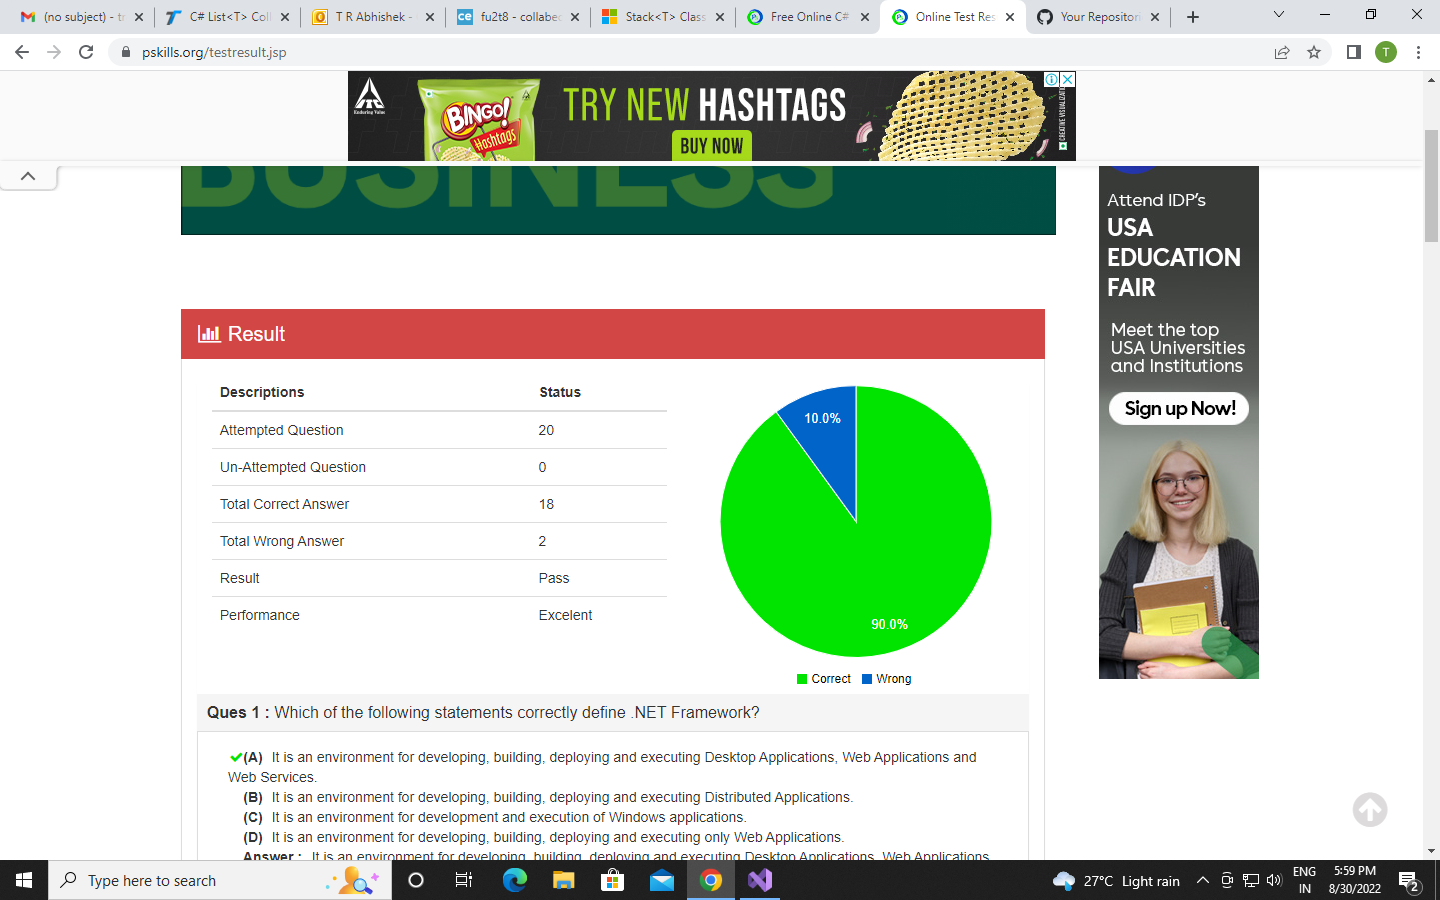 (no subject) - tr
C# List<T> Coll
T R Abhishek -
fu2t8 - collabec
Stack<T> Class
Free Online C#
Online Test Res
Your Repositori
pskills.org/testresult.jsp
T
Enduring Value
BINGO!
Hashtags
TRY NEW HASHTAGS
BUY NOW
CREATIVE VISUALIZATION
BUSINESS
Attend IDP's
USA
EDUCATION
FAIR
Meet the top
USA Universities
and Institutions
Sign up Now!
Result
Descriptions Status
Attempted Question 20
Un-Attempted Question 0
Total Correct Answer 18
Total Wrong Answer 2
Result Pass
Performance Excelent
10.0%
90.0%
Correct Wrong
Ques 1 : Which of the following statements correctly define .NET Framework?
(A) It is an environment for developing, building, deploying and executing Desktop Applications, Web Applications and
Web Services.
(B) It is an environment for developing, building, deploying and executing Distributed Applications.
(C) It is an environment for development and execution of Windows applications.
(D) It is an environment for developing, building, deploying and executing only Web Applications.
Answer : It is an environment for developing, building, deploying and executing Desktop Applications, Web Applications
Type here to search
27°C Light rain
ENG
IN
5:59 PM
8/30/2022
2